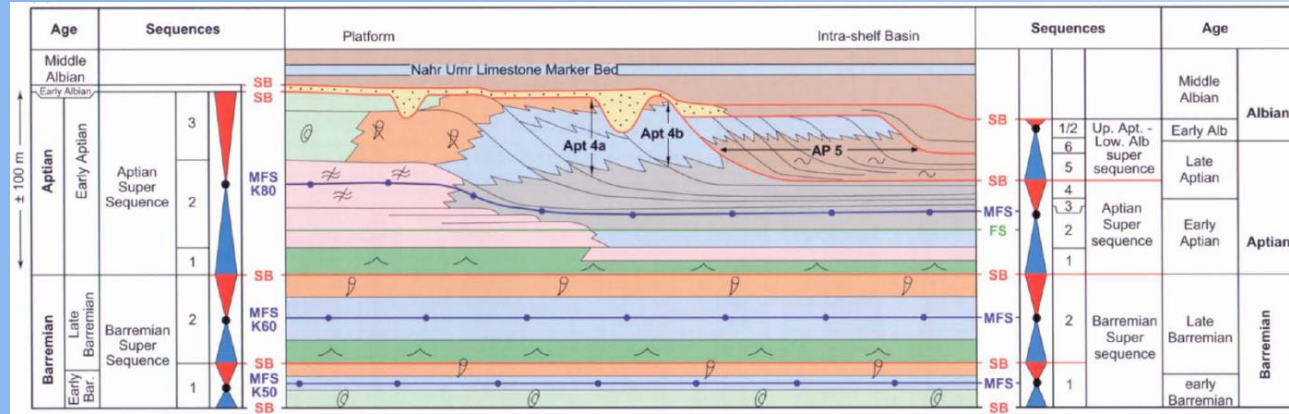 Age
Sequences
Platform
Intra-shelf Basin
Sequences
Age
Middle
Albian
Early Albian
Aptian
Early Aptian
Aptian
Super
Sequence
3
2
1
± 100 m
Barremian
Late
Barremian
Early
Bar.
Barremian
Super
Sequence
2
1
SB
SB
MFS
K80
SB
MFS
K60
SB
MFS
K50
SB
Nahr Umr Limestone Marker Bed
Apt 4a
Apt 4b
AP 5
SB
SB
MFS
FS
SB
MFS
SB
MFS
SB
1/2
6
5
4
3
2
1
2
1
Up. Apt. -
Low. Alb
super
sequence
Aptian
Super
sequence
Barremian
Super
sequence
Middle
Albian
Early Alb
Late
Aptian
Early
Aptian
Late
Barremian
early
Barremian
Albian
Aptian
Barremian